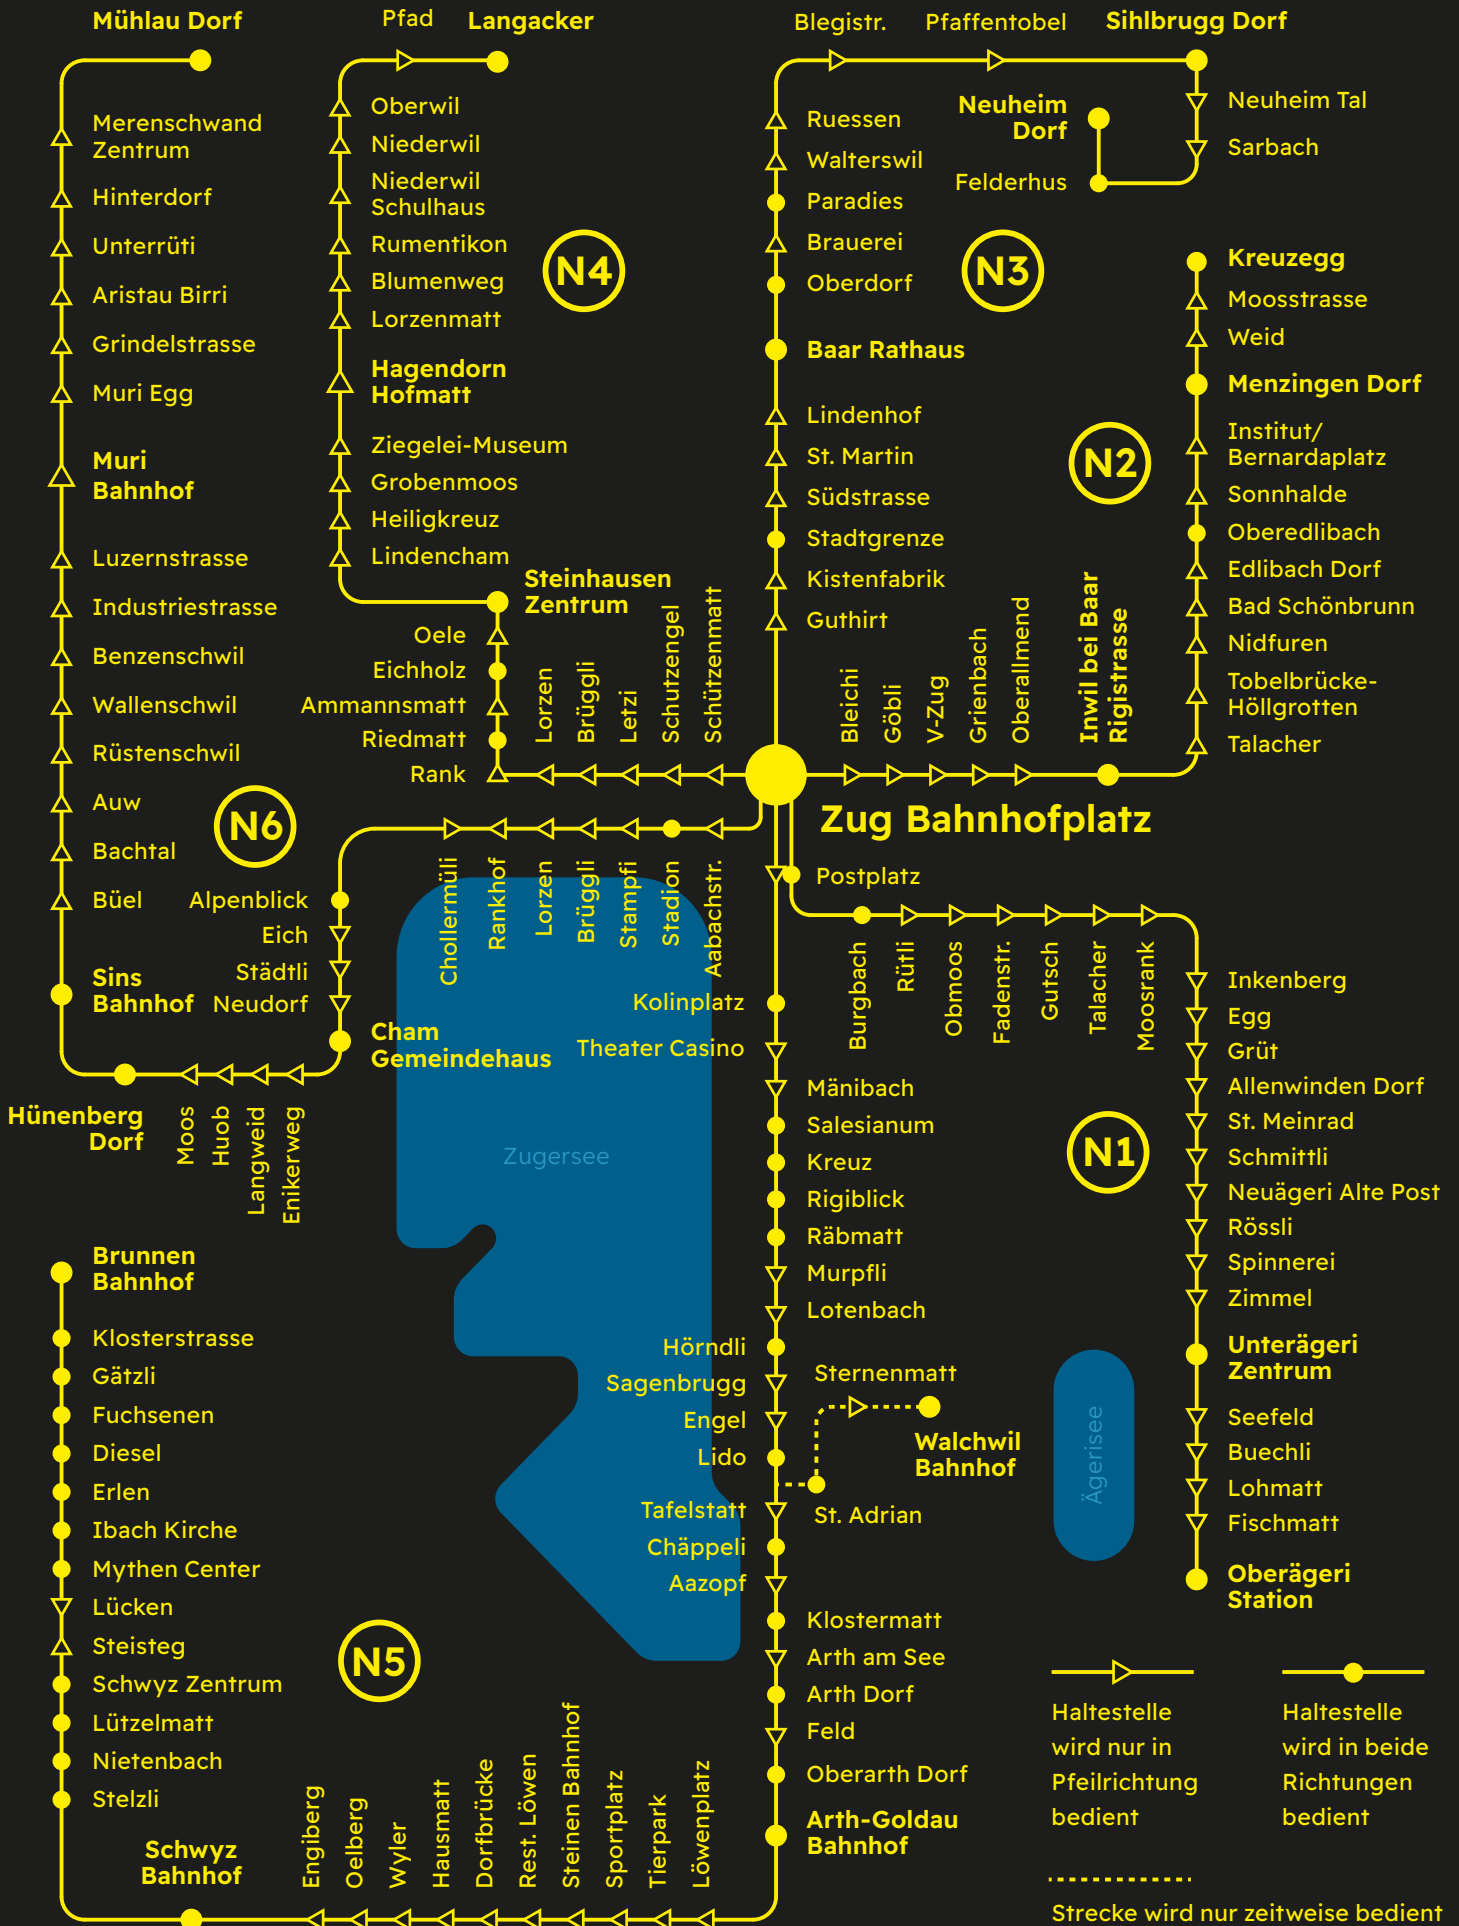 Mühlau Dorf
Merenschwand
Zentrum
Hinterdorf
Unterrüti
Aristau Birri
Grindelstrasse
Muri Egg
Muri
Bahnhof
Luzernstrasse
Industriestrasse
Benzenschwil
Wallenschwil
Rüstenschwil
Auw
Bachtal
Büel
Sins
Bahnhof
Hünenberg
Dorf
Moos
Huob
Langweid
Enikerweg
N6
Alpenblick
Eich
Städtli
Neudorf
Cham
Gemeindehaus
Chollermüli
Rankhof
Lorzen
Brüggli
Stampfi
Stadion
Aabachstr.
Pfad
Langacker
Oberwil
Niederwil
Niederwil
Schulhaus
Rumentikon
Blumenweg
Lorzenmatt
Hagendorn
Hofmatt
Ziegelei-Museum
Grobenmoos
Heiligkreuz
Lindencham
N4
Steinhausen
Zentrum
Oele
Eichholz
Ammannsmatt
Riedmatt
Rank
Lorzen
Brüggli
Letzi
Schutzengel
Schützenmatt
Blegistr.
Pfaffentobel
Sihlbrugg Dorf
Neuheim Tal
Sarbach
Neuheim
Dorf
Felderhus
Ruessen
Walterswil
Paradies
Brauerei
Oberdorf
Baar Rathaus
Lindenhof
St. Martin
Südstrasse
Stadtgrenze
Kistenfabrik
Guthirt
N3
Kreuzegg
Moosstrasse
Weid
Menzingen Dorf
Institut/
Bernardaplatz
Sonnhalde
Oberedlibach
Edlibach Dorf
Bad Schönbrunn
Nidfuren
Tobelbrücke-
Höllgrotten
Talacher
N2
Bleichi
Göbli
V-Zug
Grienbach
Oberallmend
Inwil bei Baar
Rigistrasse
Zug Bahnhofplatz
Postplatz
Burgbach
Rütli
Obmoos
Fadenstr.
Gutsch
Talacher
Moosrank
Inkenberg
Egg
Grüt
Allenwinden Dorf
St. Meinrad
Schmittli
Neuägeri Alte Post
Rössli
Spinnerei
Zimmel
Unterägeri
Zentrum
Seefeld
Buechli
Lohmatt
Fischmatt
Oberägeri
Station
N1
Zugersee
Ägerisee
Kolinplatz
Theater Casino
Mänibach
Salesianum
Kreuz
Rigiblick
Räbmatt
Murpfli
Lotenbach
Hörndli
Sagenbrugg
Engel
Lido
Sternenmatt
Walchwil
Bahnhof
St. Adrian
Tafelstatt
Chäppeli
Aazopf
Klostermatt
Arth am See
Arth Dorf
Feld
Oberarth Dorf
Arth-Goldau
Bahnhof
Brunnen
Bahnhof
Klosterstrasse
Gätzli
Fuchsenen
Diesel
Erlen
Ibach Kirche
Mythen Center
Lücken
Steisteg
Schwyz Zentrum
Lützelmatt
Nietenbach
Stelzli
Schwyz
Bahnhof
N5
Engiberg
Oelberg
Wyler
Hausmatt
Dorfbrücke
Rest. Löwen
Steinen Bahnhof
Sportplatz
Tierpark
Löwenplatz
Haltestelle
wird nur in
Pfeilrichtung
bedient
Haltestelle
wird in beide
Richtungen
bedient
Strecke wird nur zeitweise bedient